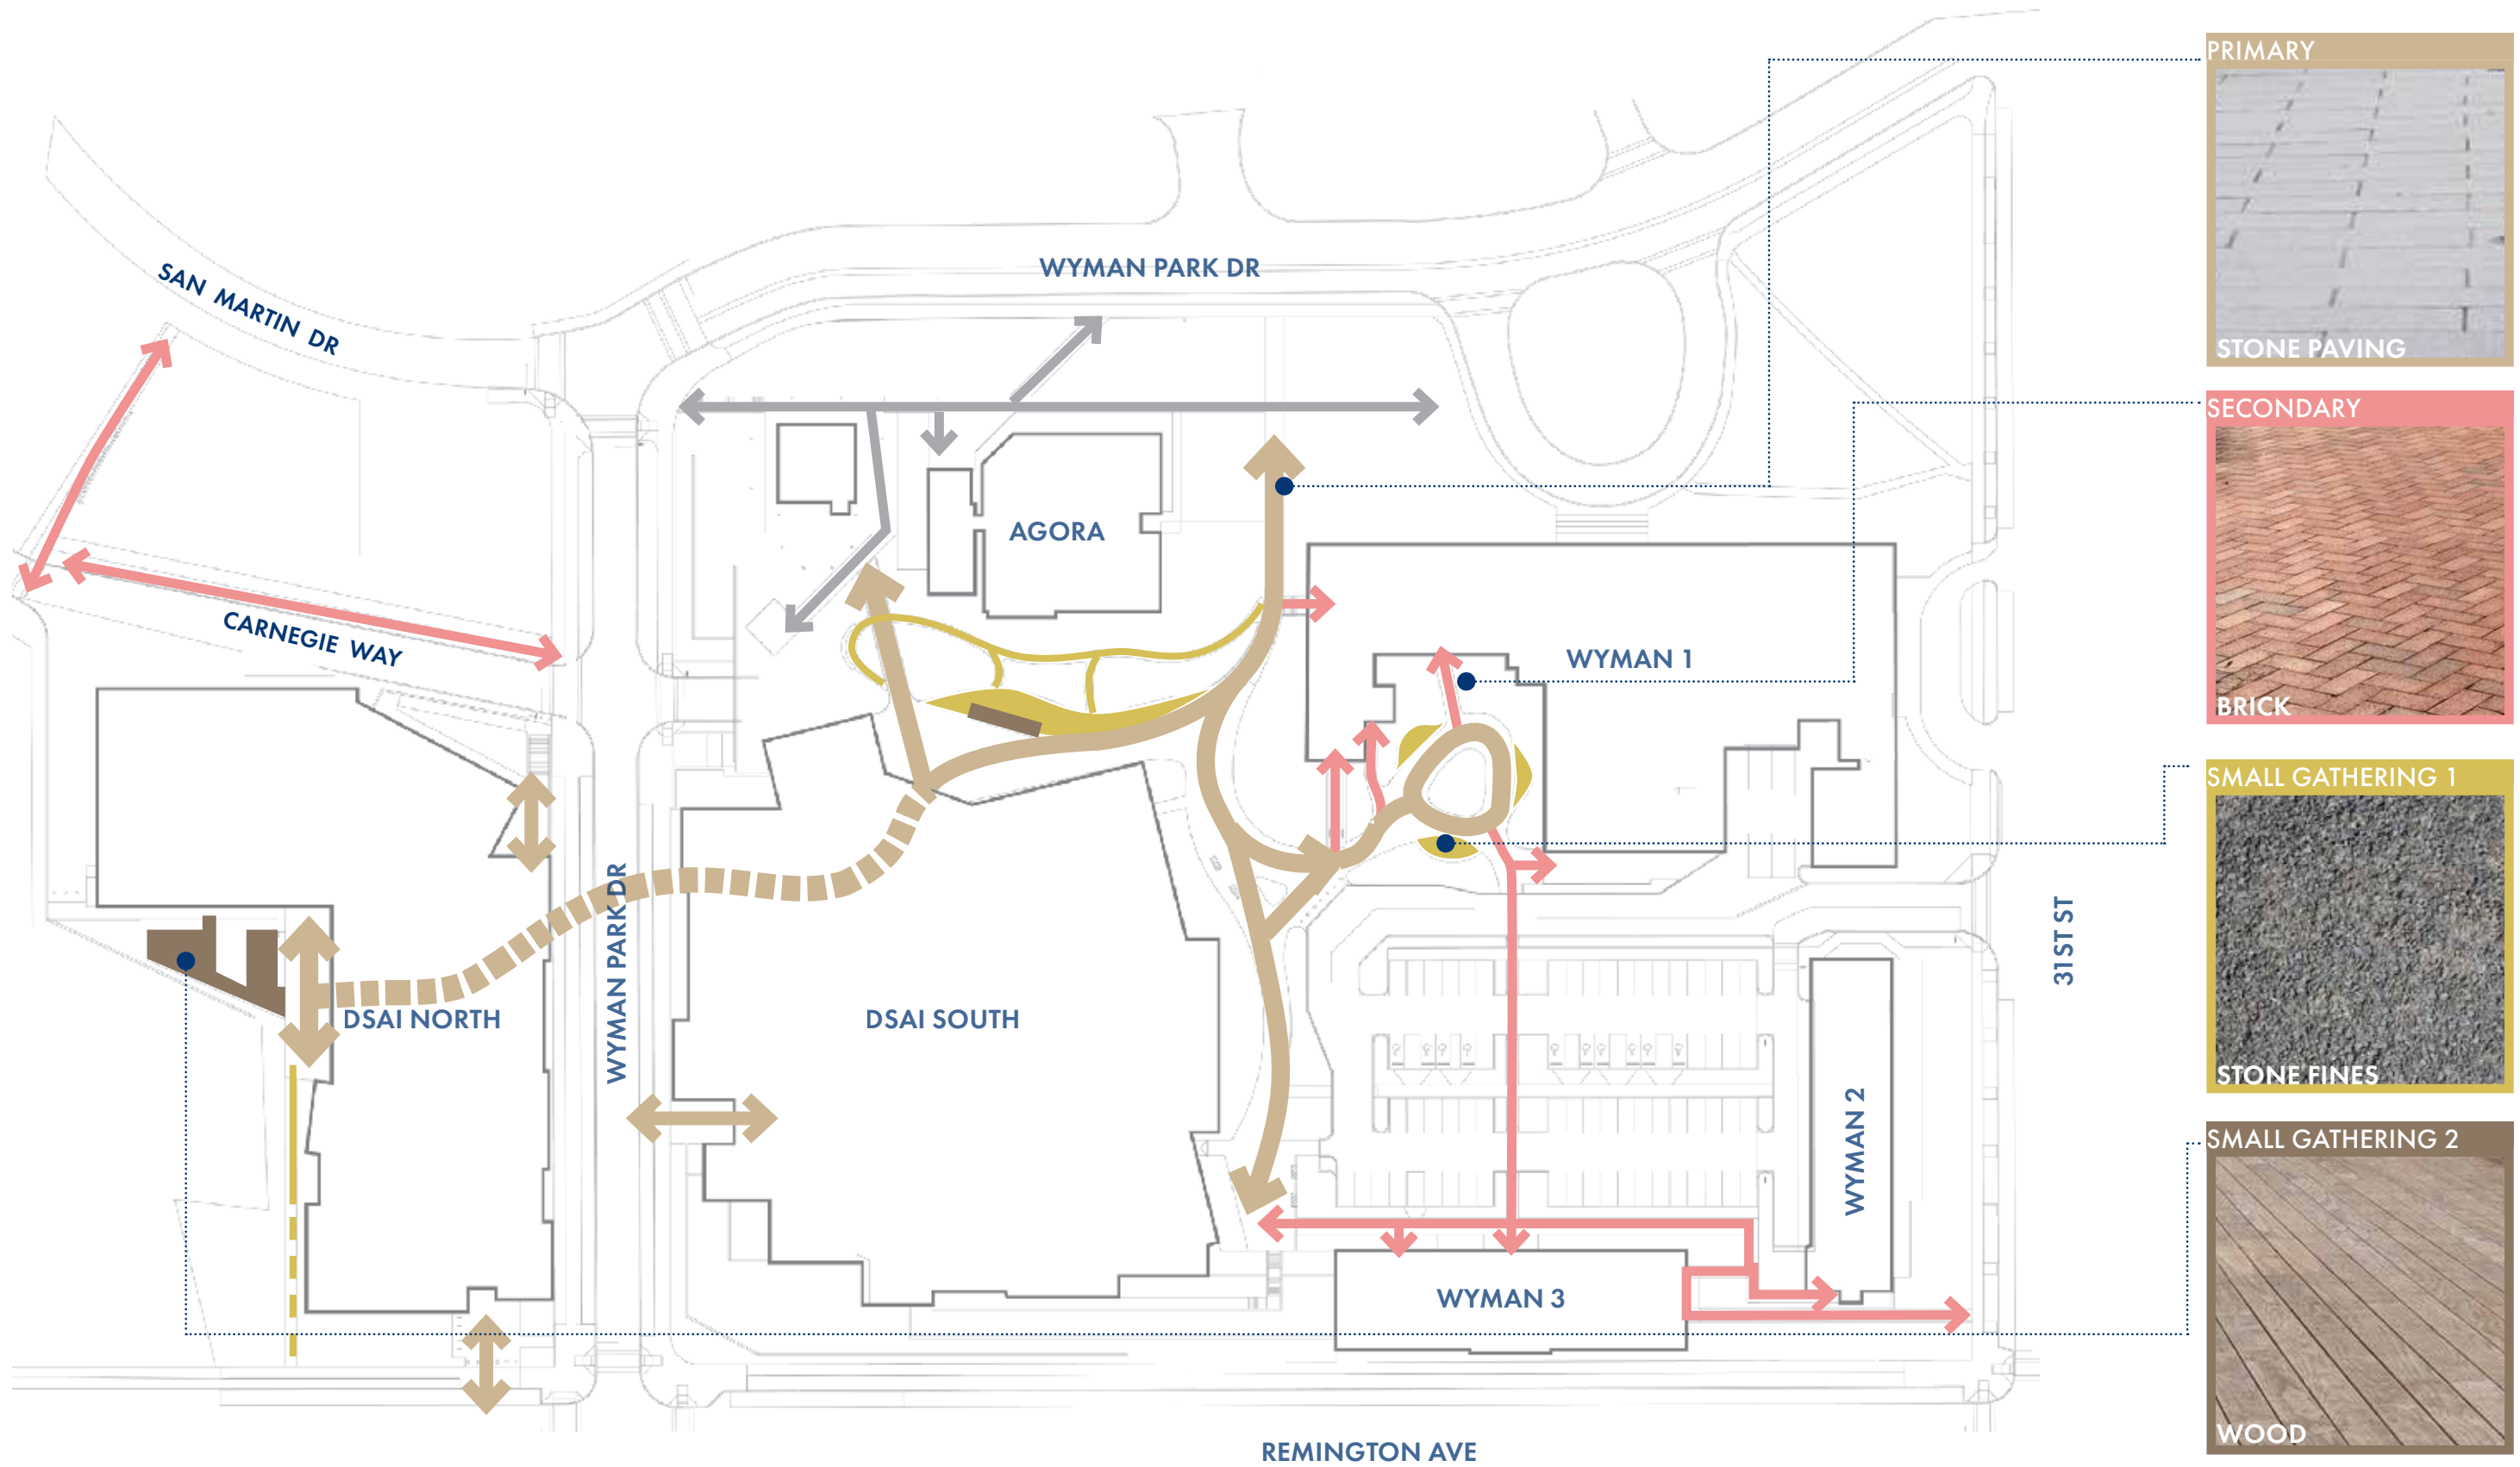 PRIMARY
STONE PAVING
SAN MARTIN DR
WYMAN PARK DR
SECONDARY
BRICK
AGORA
CARNEGIE WAY
WYMAN 1
SMALL GATHERING 1
STONE FINES
WYMAN PARK DR
31ST ST
DSAI NORTH
DSAI SOUTH
WYMAN 2
SMALL GATHERING 2
WOOD
WYMAN 3
REMINGTON AVE